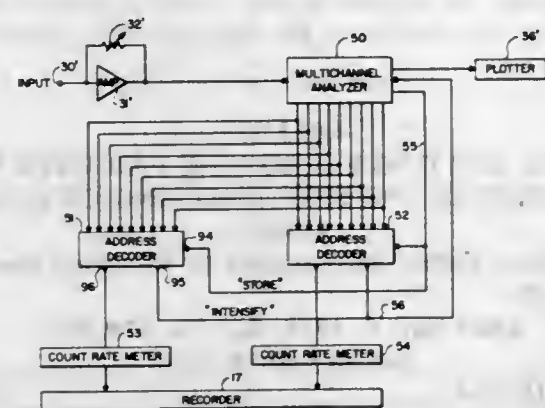 32'
50
56'
30'
INPUT
AMP
31'
MULTICHANNEL
ANALYZER
PLOTTER
55
51
94
52
ADDRESS
DECODER
ADDRESS
DECODER
96
95
"STORE"
"INTENSIFY"
56
53
54
COUNT RATE METER
COUNT RATE METER
17
RECORDER